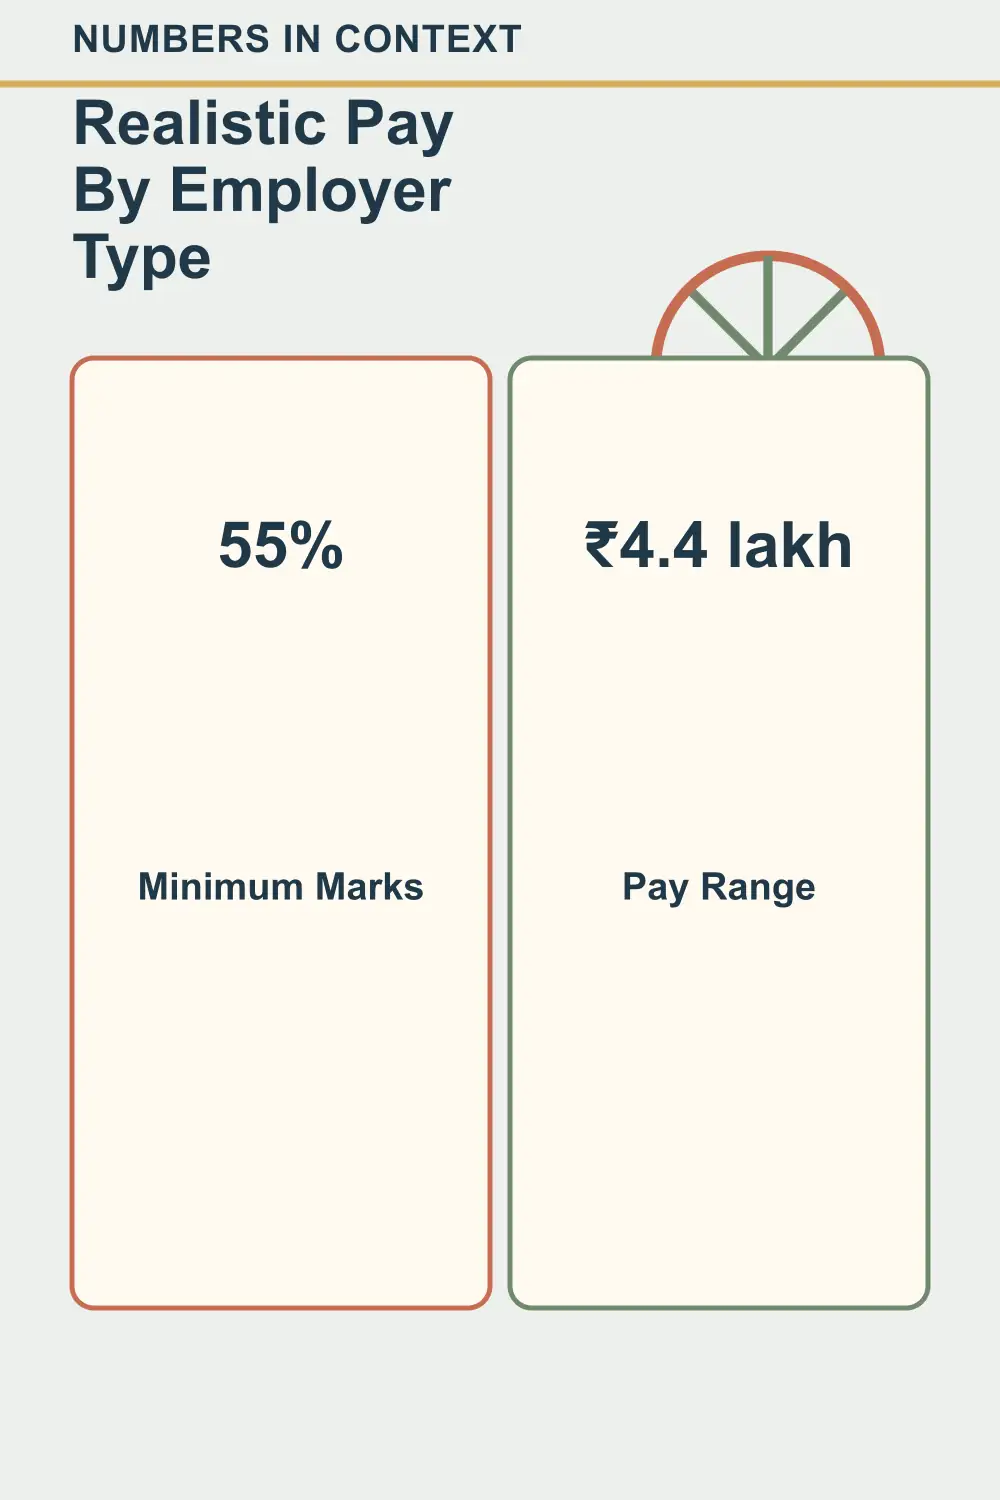 NUMBERS IN CONTEXT
Realistic Pay
By Employer
Type
55%
₹4.4 lakh
Minimum Marks
Pay Range